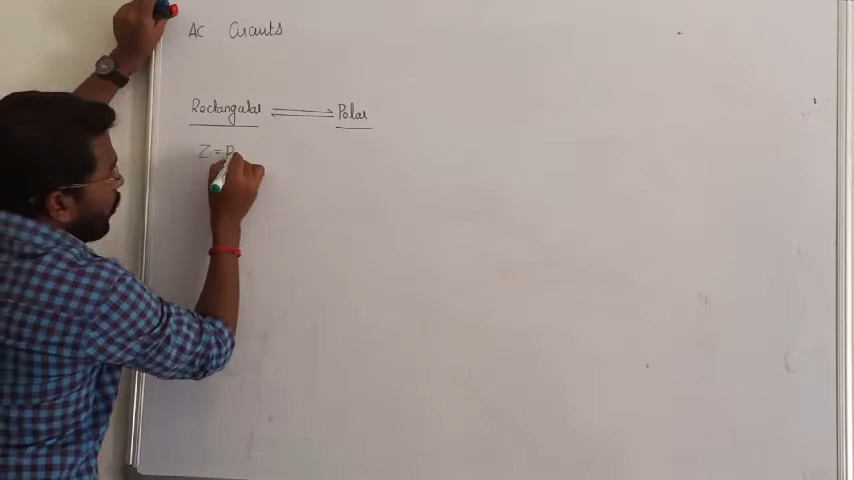 AC Circuits
Rectangular ⇌ Polar
Z = R